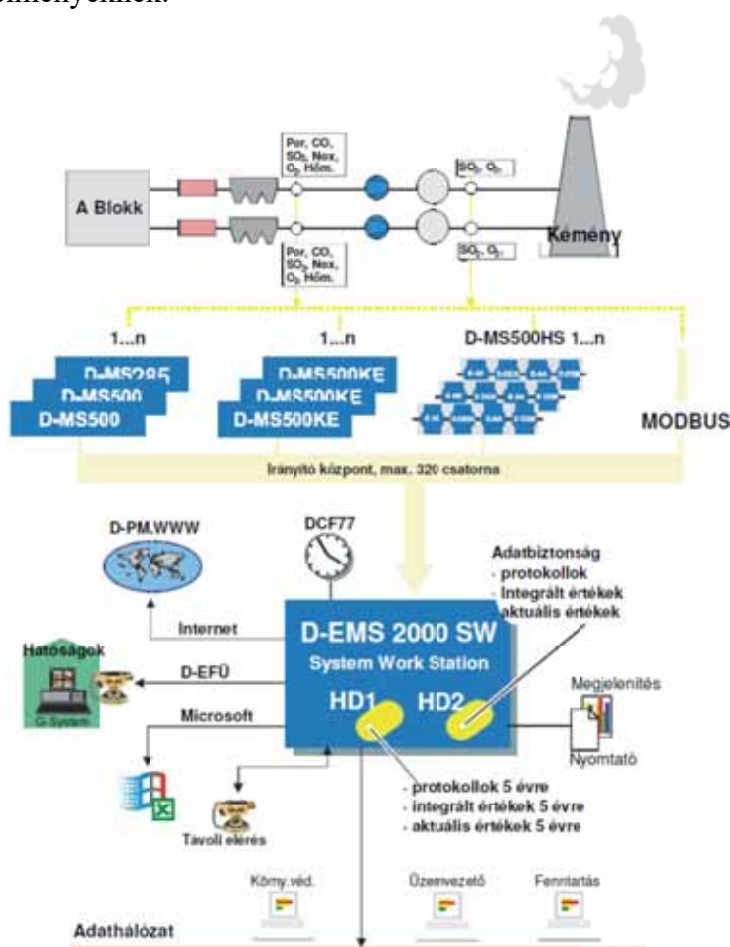 Por, CO,
SO₂, Nox,
O₂, Hőm.
SO₂, O₂,
A Blokk
Kémény
Por, CO,
SO₂, Nox,
O₂, Hőm.
SO₂, O₂,
1...n
1...n
D-MS500HS 1...n
D-MS285
D-MS500
D-MS500
D-MS500KE
D-MS500KE
D-MS500KE
MODBUS
Irányító központ, max. 320 csatorna
D-PM.WWW
DCF77
Adatbiztonság
- protokollok
- Integrált értékek
- aktuális értékek
Internet
D-EMS 2000 SW
System Work Station
HD1
HD2
Hatóságok
G-System
D-EFÜ
Microsoft
Megjelenítés
Nyomtató
Távoli elérés
- protokollok 5 évre
- integrált értékek 5 évre
- aktuális értékek 5 évre
Körny.véd.
Üzemvezető
Fenntartás
Adathálózat